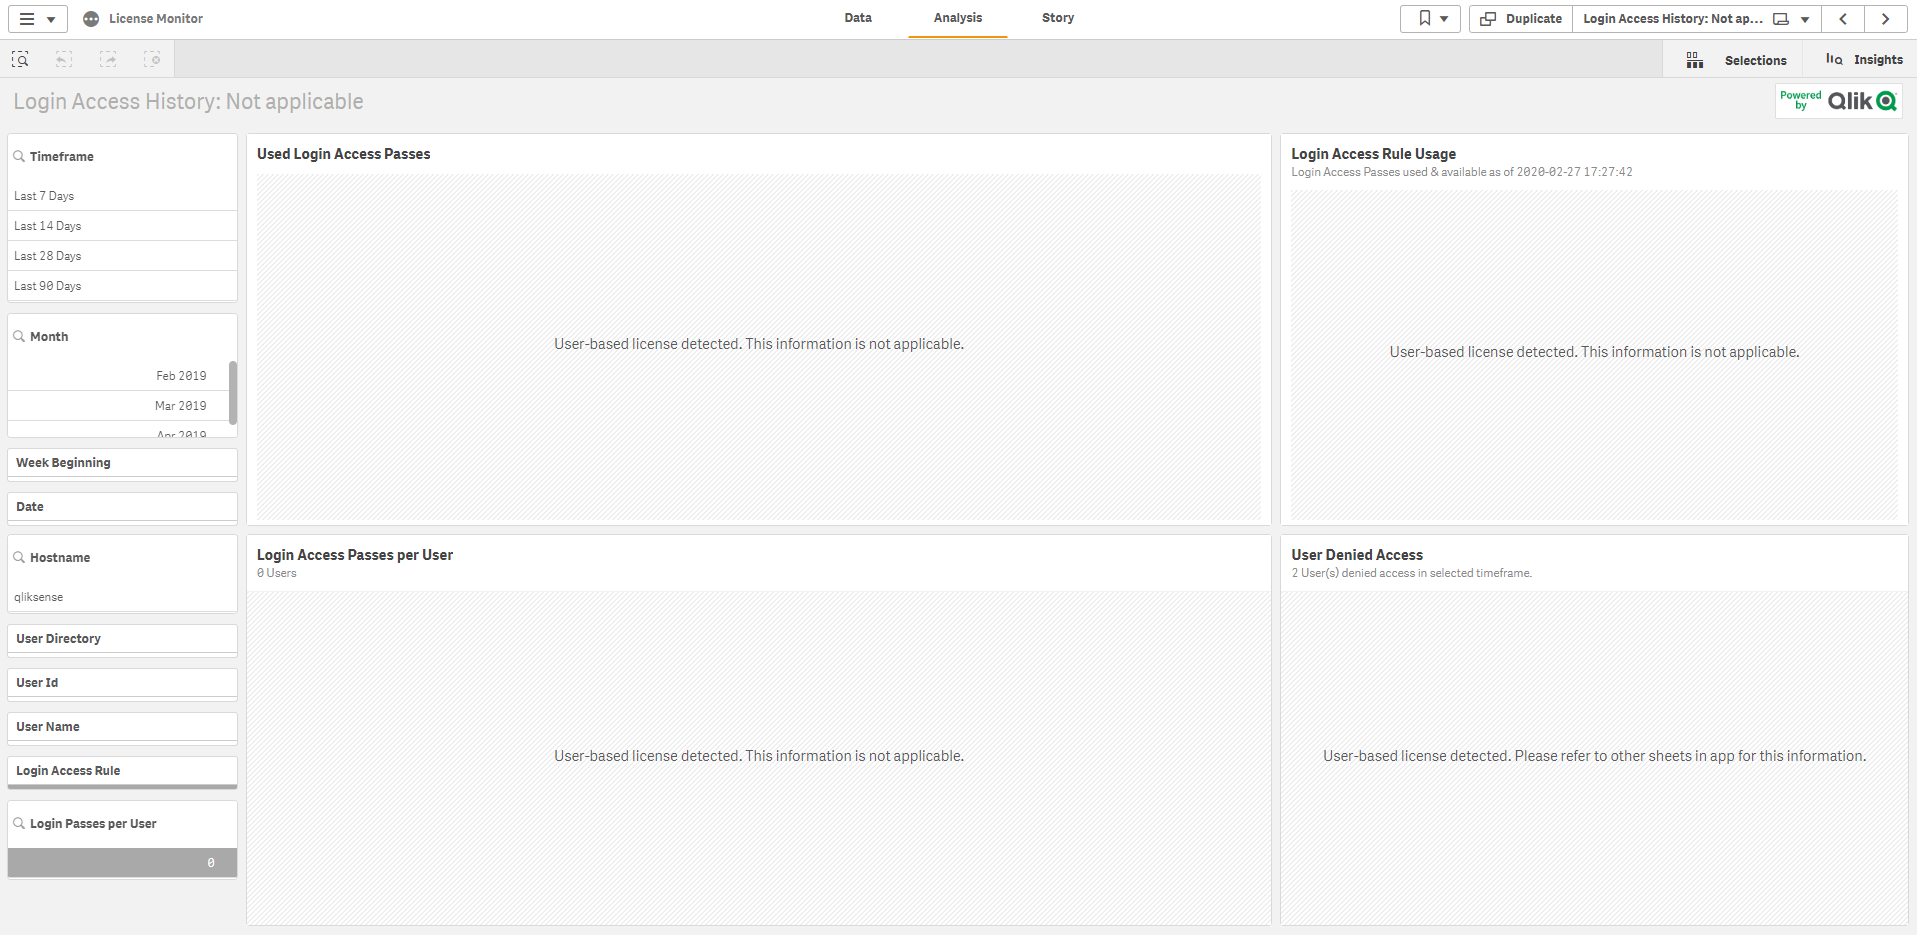 License Monitor
Data
Analysis
Story
Duplicate
Login Access History: Not ap...
Selections
Insights
Login Access History: Not applicable
Powered by Qlik
Timeframe
Last 7 Days
Last 14 Days
Last 28 Days
Last 90 Days
Month
Feb 2019
Mar 2019
Apr 2019
Week Beginning
Date
Hostname
qliksense
User Directory
User Id
User Name
Login Access Rule
Login Passes per User
0
Used Login Access Passes
User-based license detected. This information is not applicable.
Login Access Rule Usage
Login Access Passes used & available as of 2020-02-27 17:27:42
User-based license detected. This information is not applicable.
Login Access Passes per User
0 Users
User-based license detected. This information is not applicable.
User Denied Access
2 User(s) denied access in selected timeframe.
User-based license detected. Please refer to other sheets in app for this information.